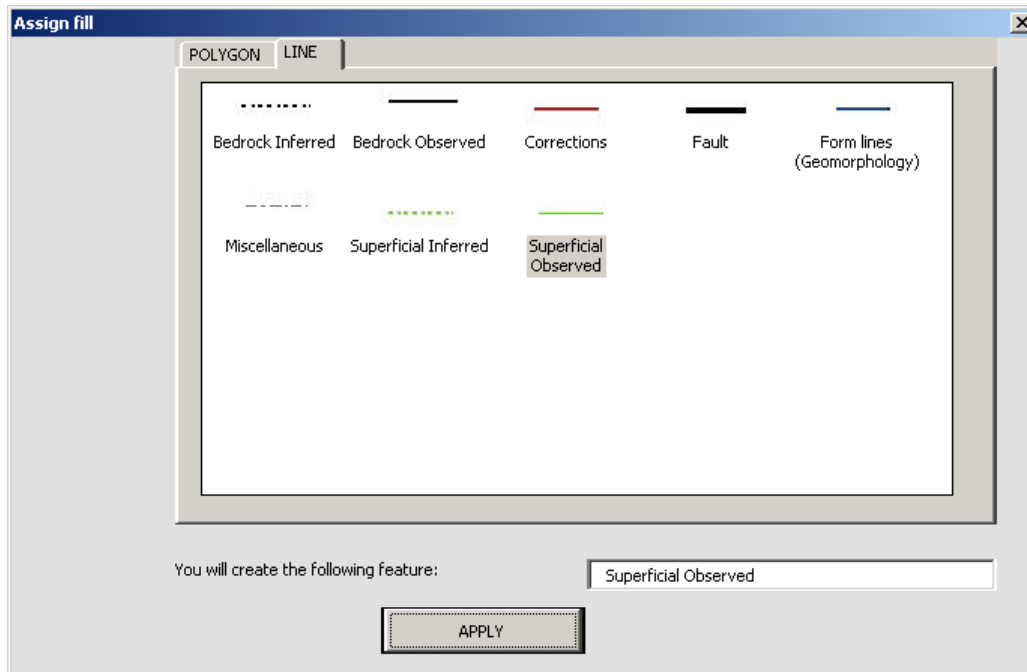 Assign fill
POLYGON
LINE
Bedrock Inferred
Bedrock Observed
Corrections
Fault
Form lines
(Geomorphology)
Miscellaneous
Superficial Inferred
Superficial
Observed
You will create the following feature:
Superficial Observed
APPLY